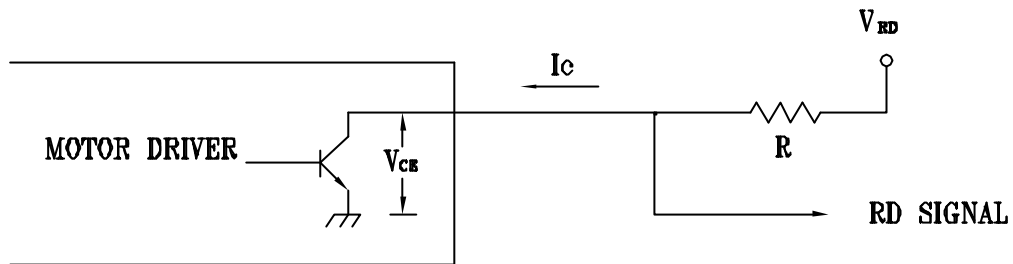 V RD
Ic
MOTOR DRIVER
VCE
R
RD SIGNAL